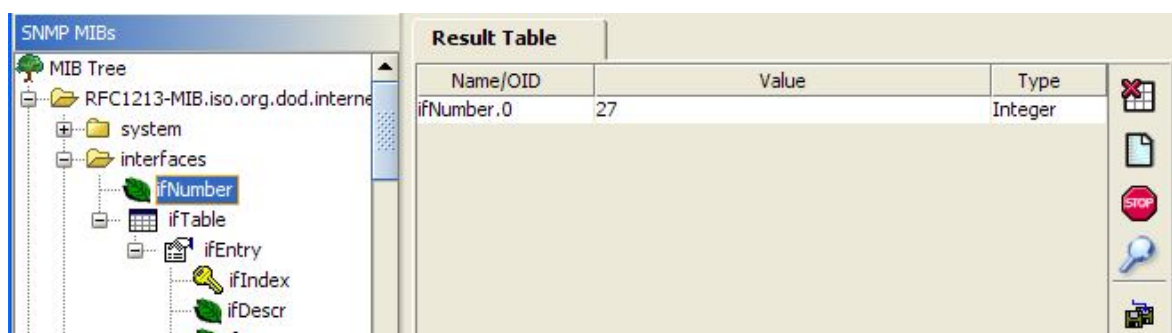 SNMP MIBs
MIB Tree
RFC1213-MIB.iso.org.dod.interne
system
interfaces
ifNumber
ifTable
ifEntry
ifIndex
ifDescr
Result Table
Name/OID Value Type
ifNumber.0 27 Integer
STOP